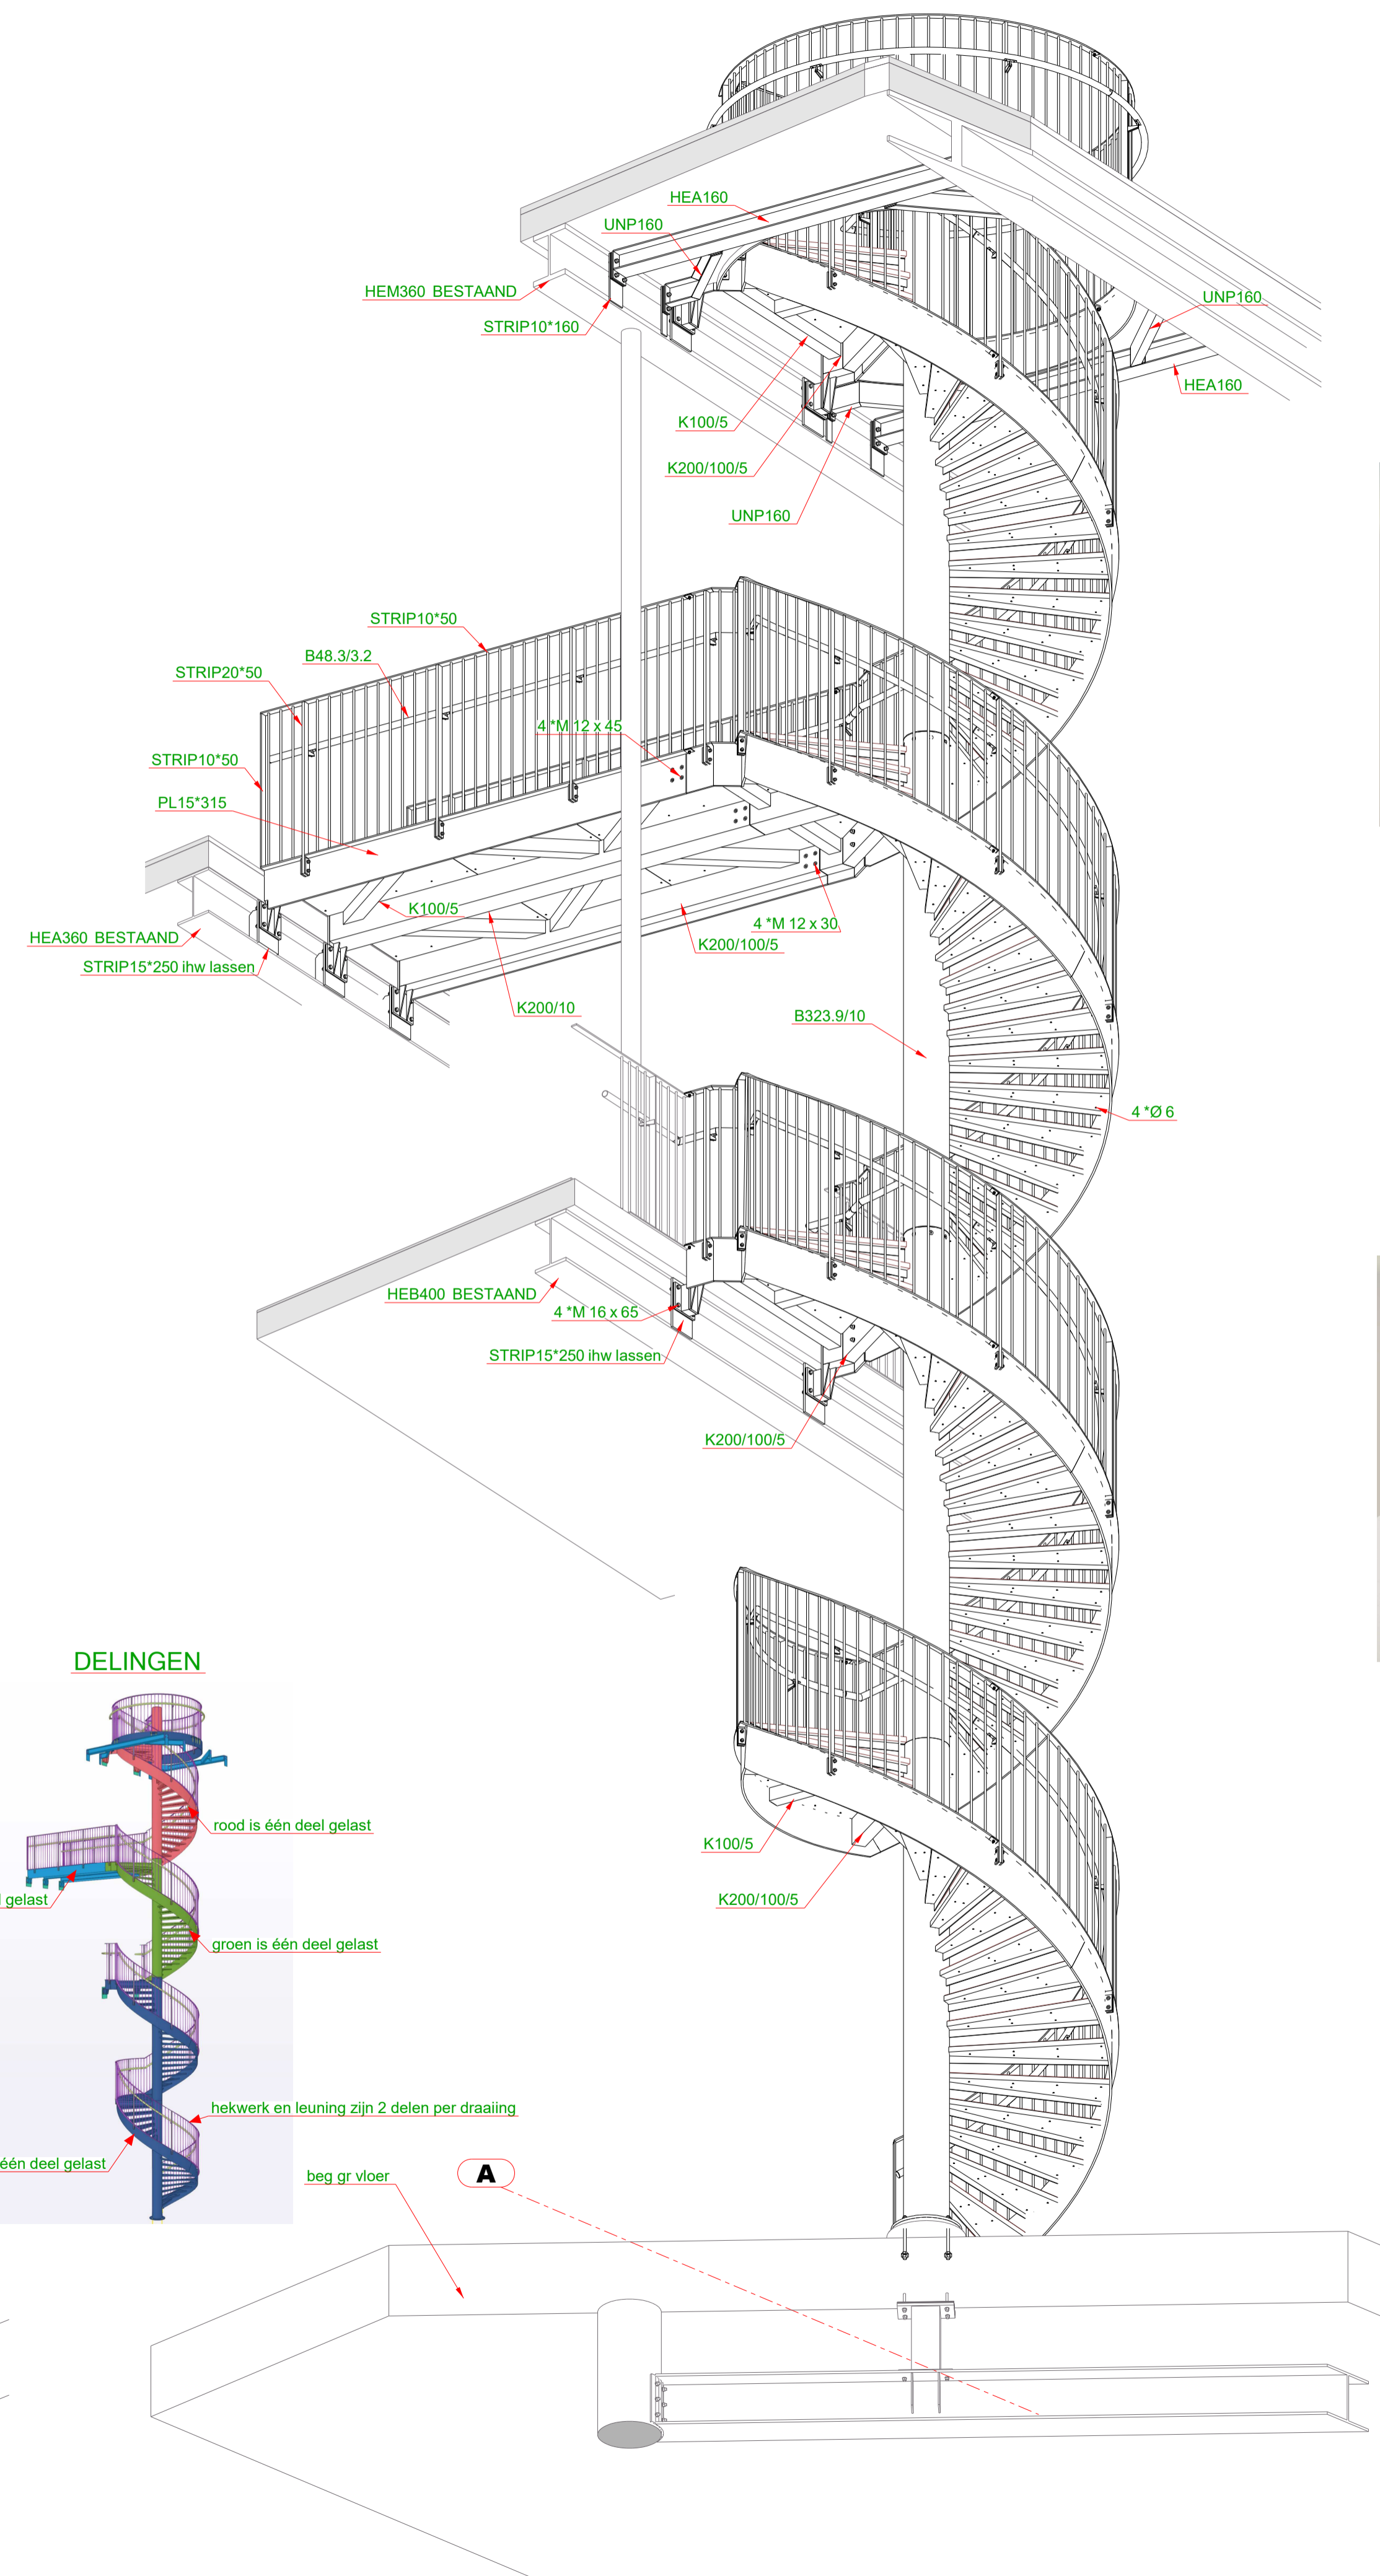 HEA160
UNP160
HEM360 BESTAAND
UNP160
STRIP10*160
HEA160
K100/5
K200/100/5
UNP160
STRIP10*50
B48.3/3.2
STRIP20*50
4 *M 12 x 45
STRIP10*50
PL15*315
K100/5
4 *M 12 x 30
HEA360 BESTAAND
K200/100/5
STRIP15*250 ihw lassen
K200/10
B323.9/10
4 *Ø 6
HEB400 BESTAAND
4 *M 16 x 65
STRIP15*250 ihw lassen
K200/100/5
DELINGEN
rood is één deel gelast
K100/5
gelast
K200/100/5
groen is één deel gelast
hekwerk en leuning zijn 2 delen per draaiing
één deel gelast
beg gr vloer
A